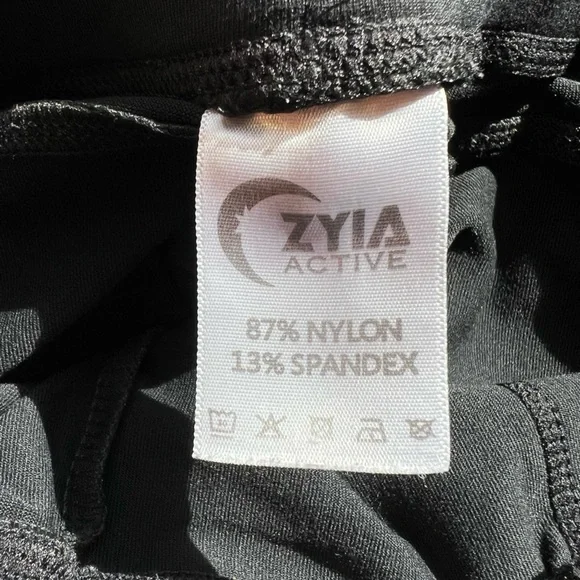 ZYIA
ACTIVE
87% NYLON
13% SPANDEX